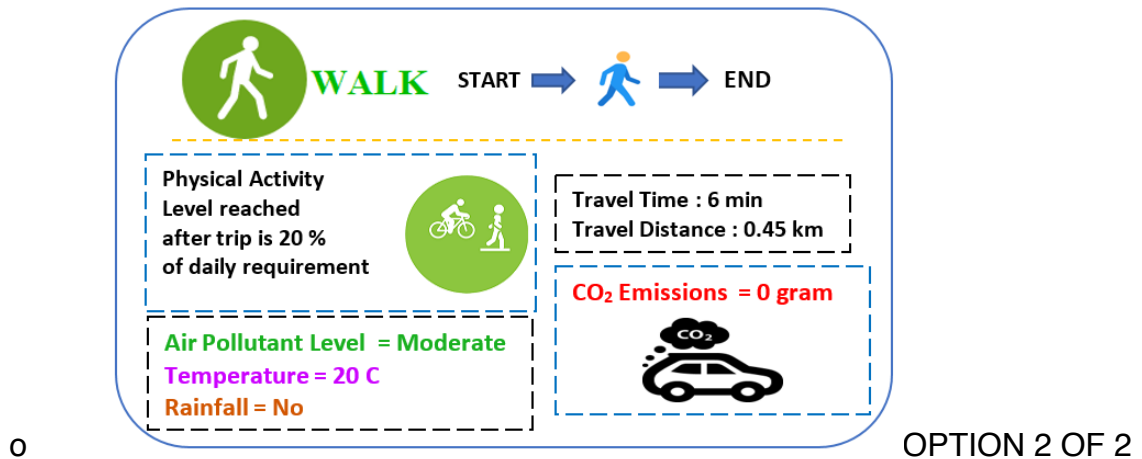 WALK START END
Physical Activity
Level reached
after trip is 20 %
of daily requirement
Travel Time : 6 min
Travel Distance : 0.45 km
CO₂ Emissions = 0 gram
CO₂
Air Pollutant Level = Moderate
Temperature = 20 C
Rainfall = No
o OPTION 2 OF 2